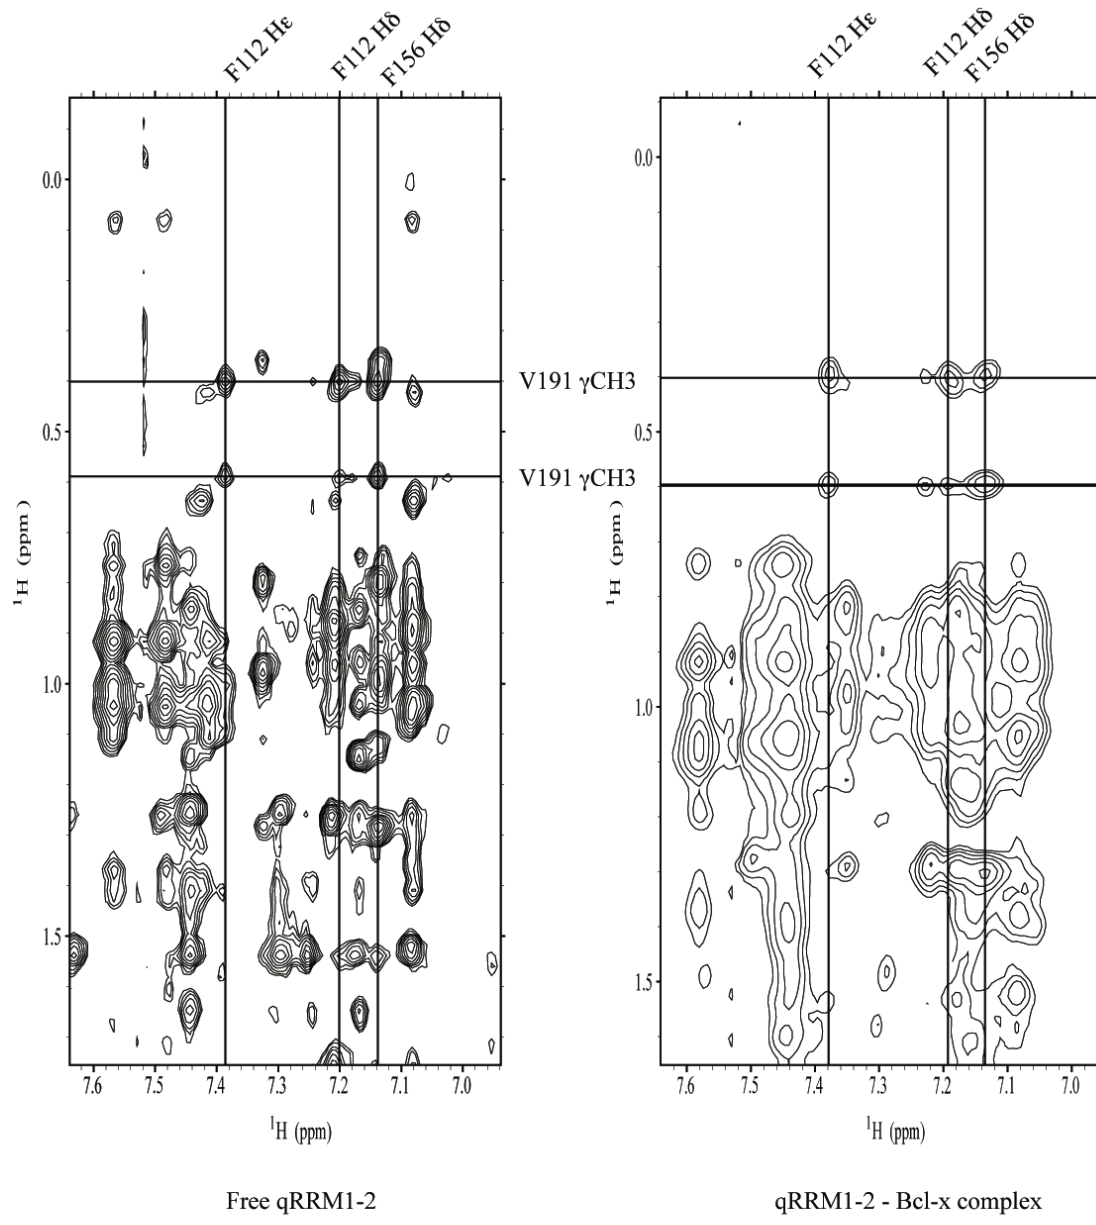 F112 Hε
F112 Hδ
F156 Hδ
F112 Hε
F112 Hδ
F156 Hδ
0.0
0.5
1.0
1.5
¹H (ppm)
7.6 7.5 7.4 7.3 7.2 7.1 7.0
¹H (ppm)
V191 γCH3
V191 γCH3
0.0
0.5
1.0
1.5
¹H (ppm)
7.6 7.5 7.4 7.3 7.2 7.1 7.0
¹H (ppm)
Free qRRM1-2
qRRM1-2 - Bcl-x complex